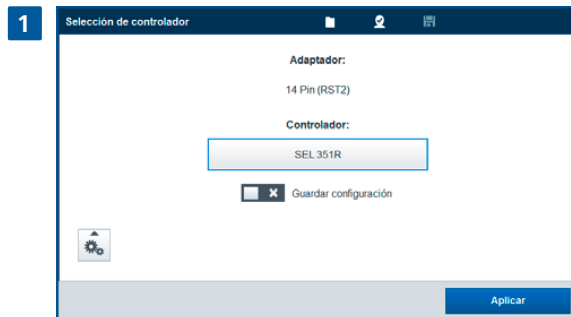 1
Selección de controlador
Adaptador:
14 Pin (RST2)
Controlador:
SEL 351R
Guardar configuración
Aplicar